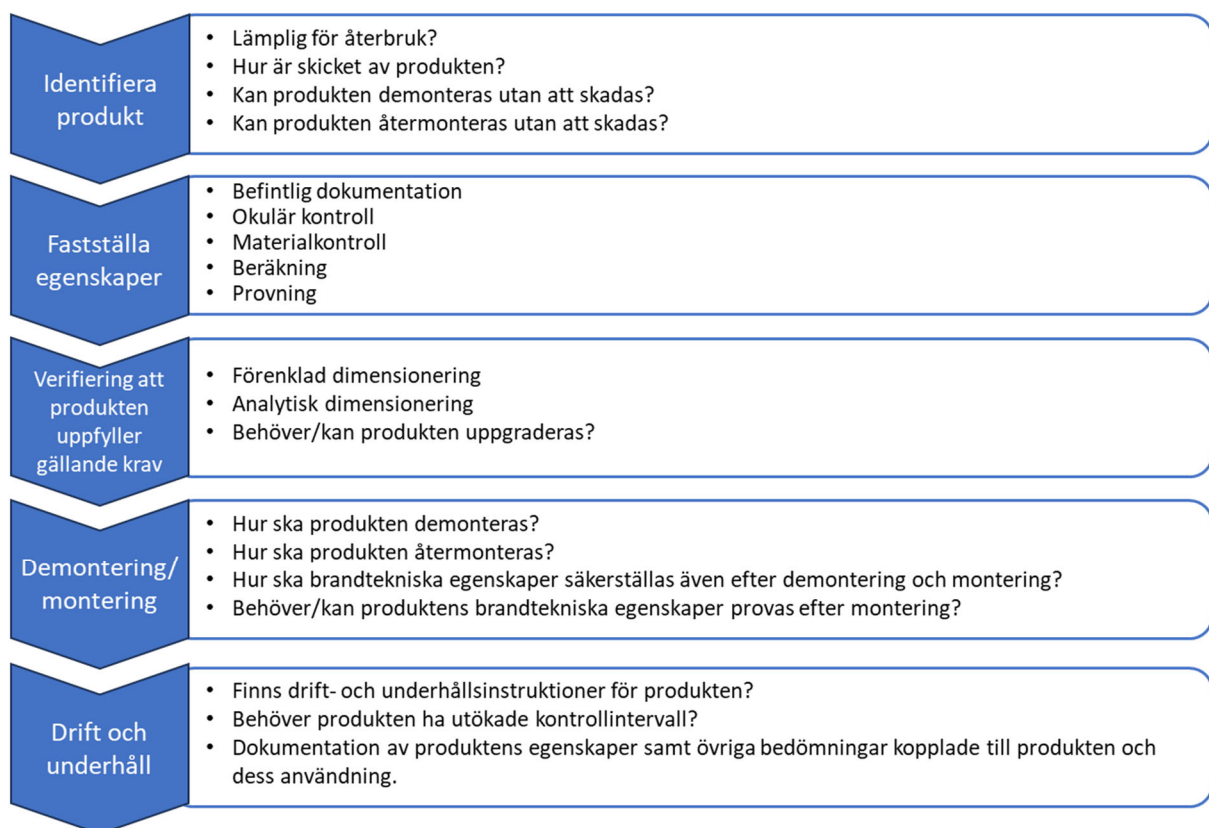 Identifiera
produkt
• Lämplig för återbruk?
• Hur är skicket av produkten?
• Kan produkten demonteras utan att skadas?
• Kan produkten återmonteras utan att skadas?
Fastställa
egenskaper
• Befintlig dokumentation
• Okulär kontroll
• Materialkontroll
• Beräkning
• Provning
Verifiering att
produkten
uppfyller
gällande krav
• Förenklad dimensionering
• Analytisk dimensionering
• Behöver/kan produkten uppgraderas?
Demontering/
montering
• Hur ska produkten demonteras?
• Hur ska produkten återmonteras?
• Hur ska brandtekniska egenskaper säkerställas även efter demontering och montering?
• Behöver/kan produktens brandtekniska egenskaper provas efter montering?
Drift och
underhåll
• Finns drift- och underhållsinstruktioner för produkten?
• Behöver produkten ha utökade kontrollintervall?
• Dokumentation av produktens egenskaper samt övriga bedömningar kopplade till produkten och
dess användning.